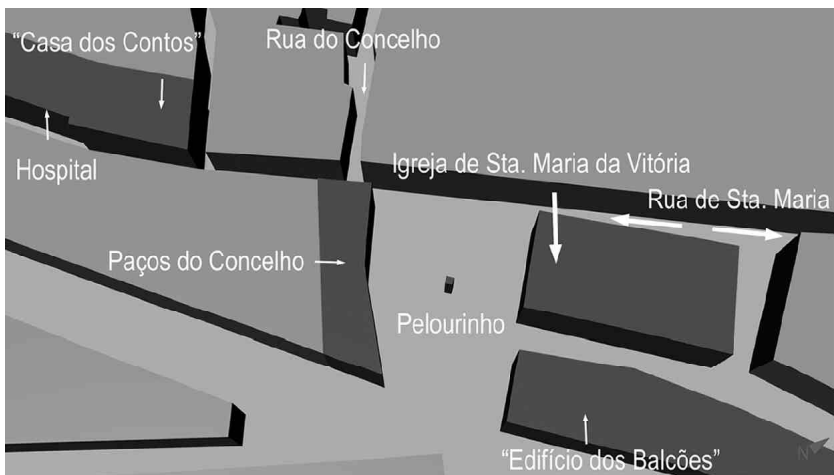 “Casa dos Contos”
Rua do Concelho
Hospital
Igreja de Sta. Maria da Vitória
Rua de Sta. Maria
Paços do Concelho
Pelourinho
“Edifício dos Balcões”
N